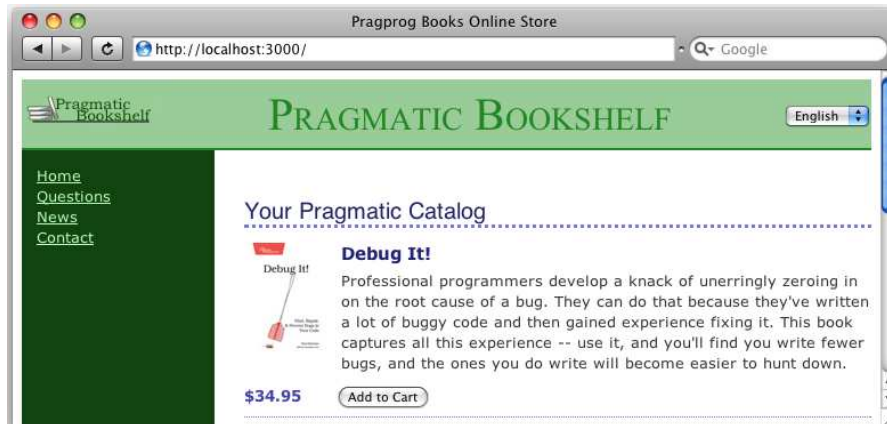 Pragprog Books Online Store
http://localhost:3000/
Google
Pragmatic
Bookshelf
PRAGMATIC BOOKSHELF
English
Home
Questions
News
Contact
Your Pragmatic Catalog
Debug It!
Debug It!
Professional programmers develop a knack of unerringly zeroing in
on the root cause of a bug. They can do that because they've written
a lot of buggy code and then gained experience fixing it. This book
captures all this experience -- use it, and you'll find you write fewer
bugs, and the ones you do write will become easier to hunt down.
$34.95
Add to Cart